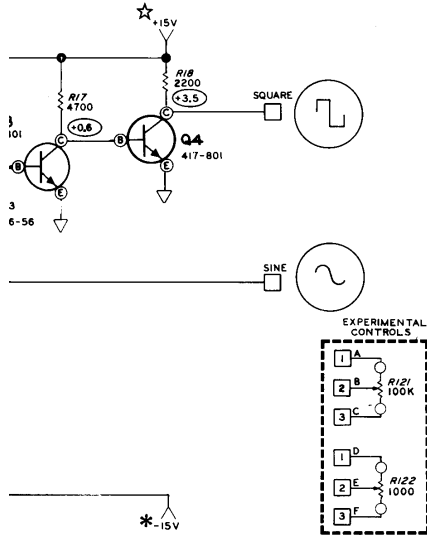 ☆
+15V
R18
2200
R17
4700
+3.5
SQUARE
+0.6
C
C
101
B
B
Q4
417-801
E
E
3
6-56
SINE
EXPERIMENTAL
CONTROLS
1 A
2 B
R121
100K
3 C
1 D
2 E
R122
1000
3 F
*-15V